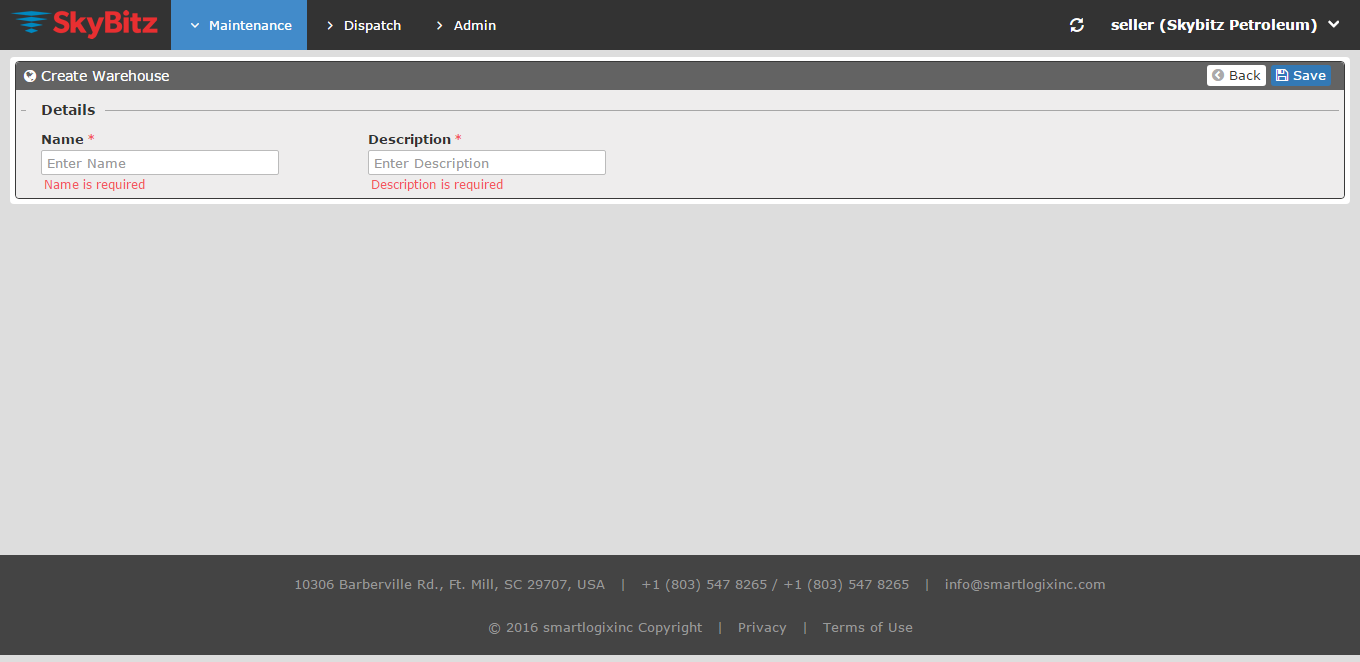 SkyBitz Maintenance Dispatch Admin seller (Skybitz Petroleum)
Create Warehouse Back Save
Details
Name * Description *
Enter Name Enter Description
Name is required Description is required
10306 Barberville Rd., Ft. Mill, SC 29707, USA | +1 (803) 547 8265 / +1 (803) 547 8265 | info@smartlogixinc.com
© 2016 smartlogixinc Copyright | Privacy | Terms of Use